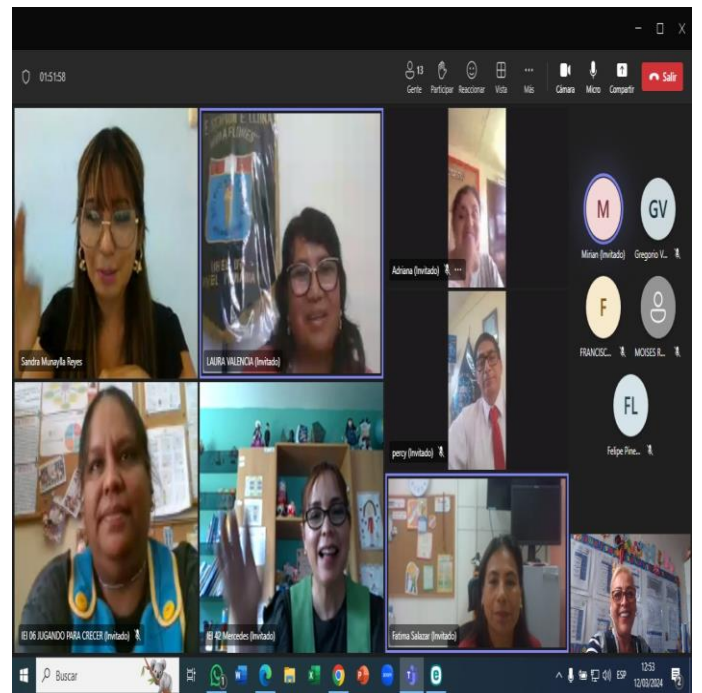 01:51:58
13
Gente
Participar
Reaccionar
Vista
Más
Cámara
Micro
Compartir
Salir
Sandra Munaylla Reyes
LAURA VALENCIA (Invitado)
Adriana (Invitado)
percy (Invitado)
M
Mirian (Invitado)
GV
Gregorio V...
F
FRANCISC...
MOISES R...
FL
Felipe Pine...
IEI 06 JUGANDO PARA CRECER (Invitado)
IEI 42 Mercedes (Invitado)
Fatima Salazar (Invitado)
Buscar
ESP
12:53
12/03/2024